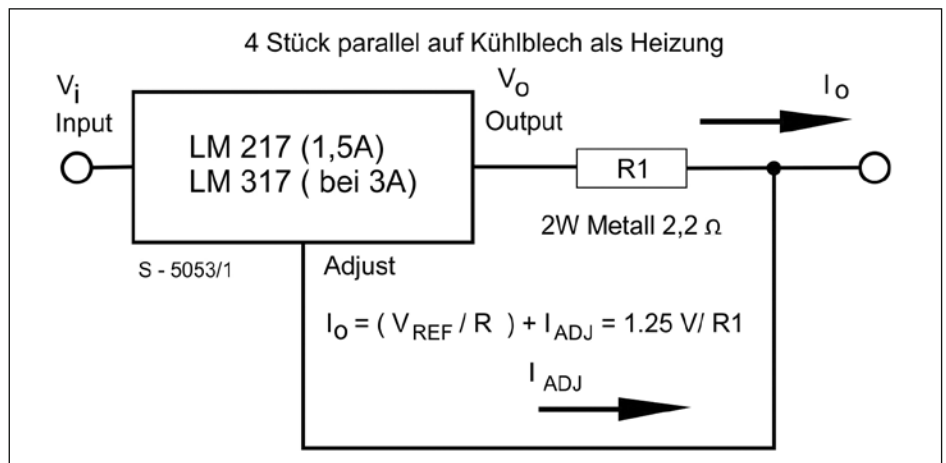 4 Stück parallel auf Kühlblech als Heizung
Vi
Input
LM 217 (1,5A)
LM 317 ( bei 3A)
VO
Output
IO
R1
2W Metall 2,2 Ω
S - 5053/1
Adjust
IO = ( VREF / R ) + IADJ = 1.25 V/ R1
I ADJ